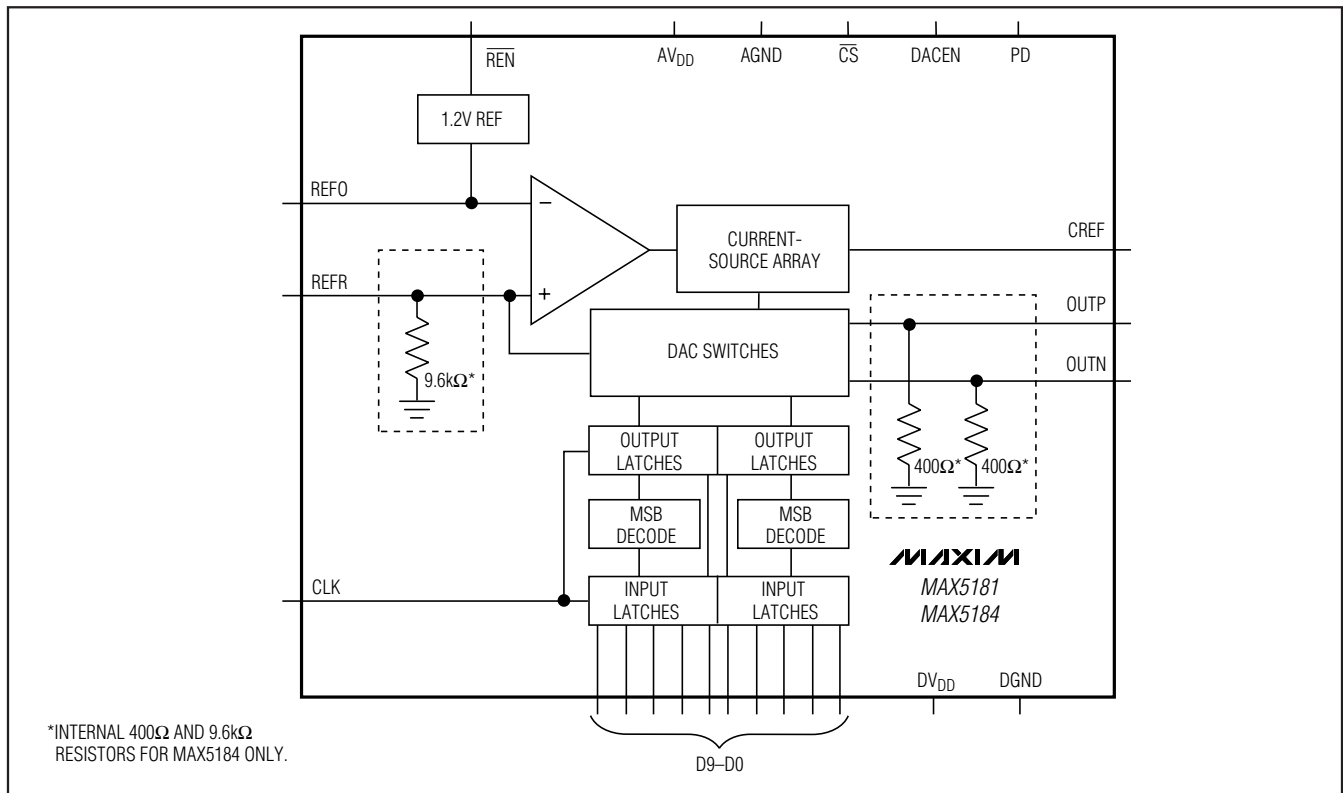 REN
AVDD
AGND
CS
DACEN
PD
1.2V REF
REFO
REFR
9.6kΩ*
−
+
CURRENT-
SOURCE ARRAY
CREF
DAC SWITCHES
OUTP
OUTN
400Ω*
400Ω*
OUTPUT
LATCHES
OUTPUT
LATCHES
MSB
DECODE
MSB
DECODE
CLK
INPUT
LATCHES
INPUT
LATCHES
MAXIM
MAX5181
MAX5184
DVDD
DGND
D9–D0
*INTERNAL 400Ω AND 9.6kΩ
RESISTORS FOR MAX5184 ONLY.